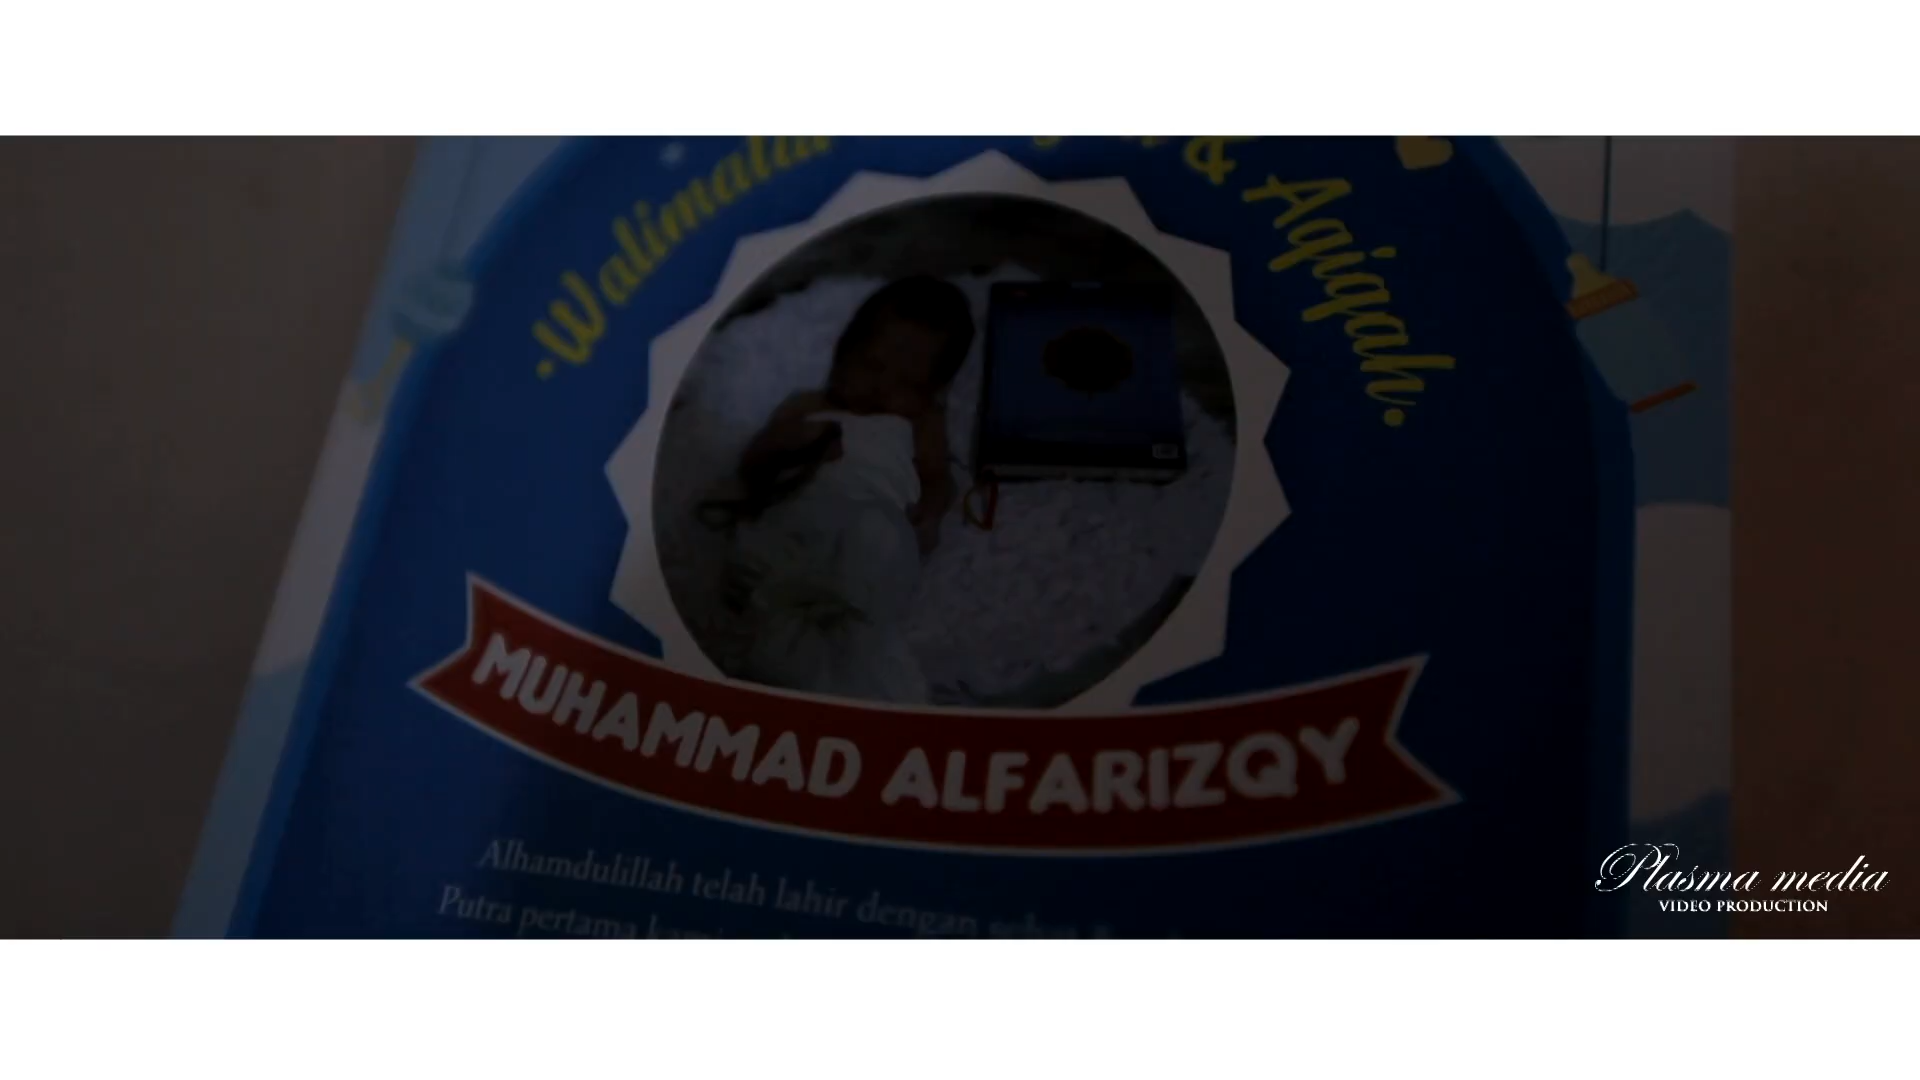 ·Walimatul & Aqiqah·
MUHAMMAD ALFARIZQY
Alhamdulillah telah lahir dengan
Putra pertama
Plasma media
VIDEO PRODUCTION